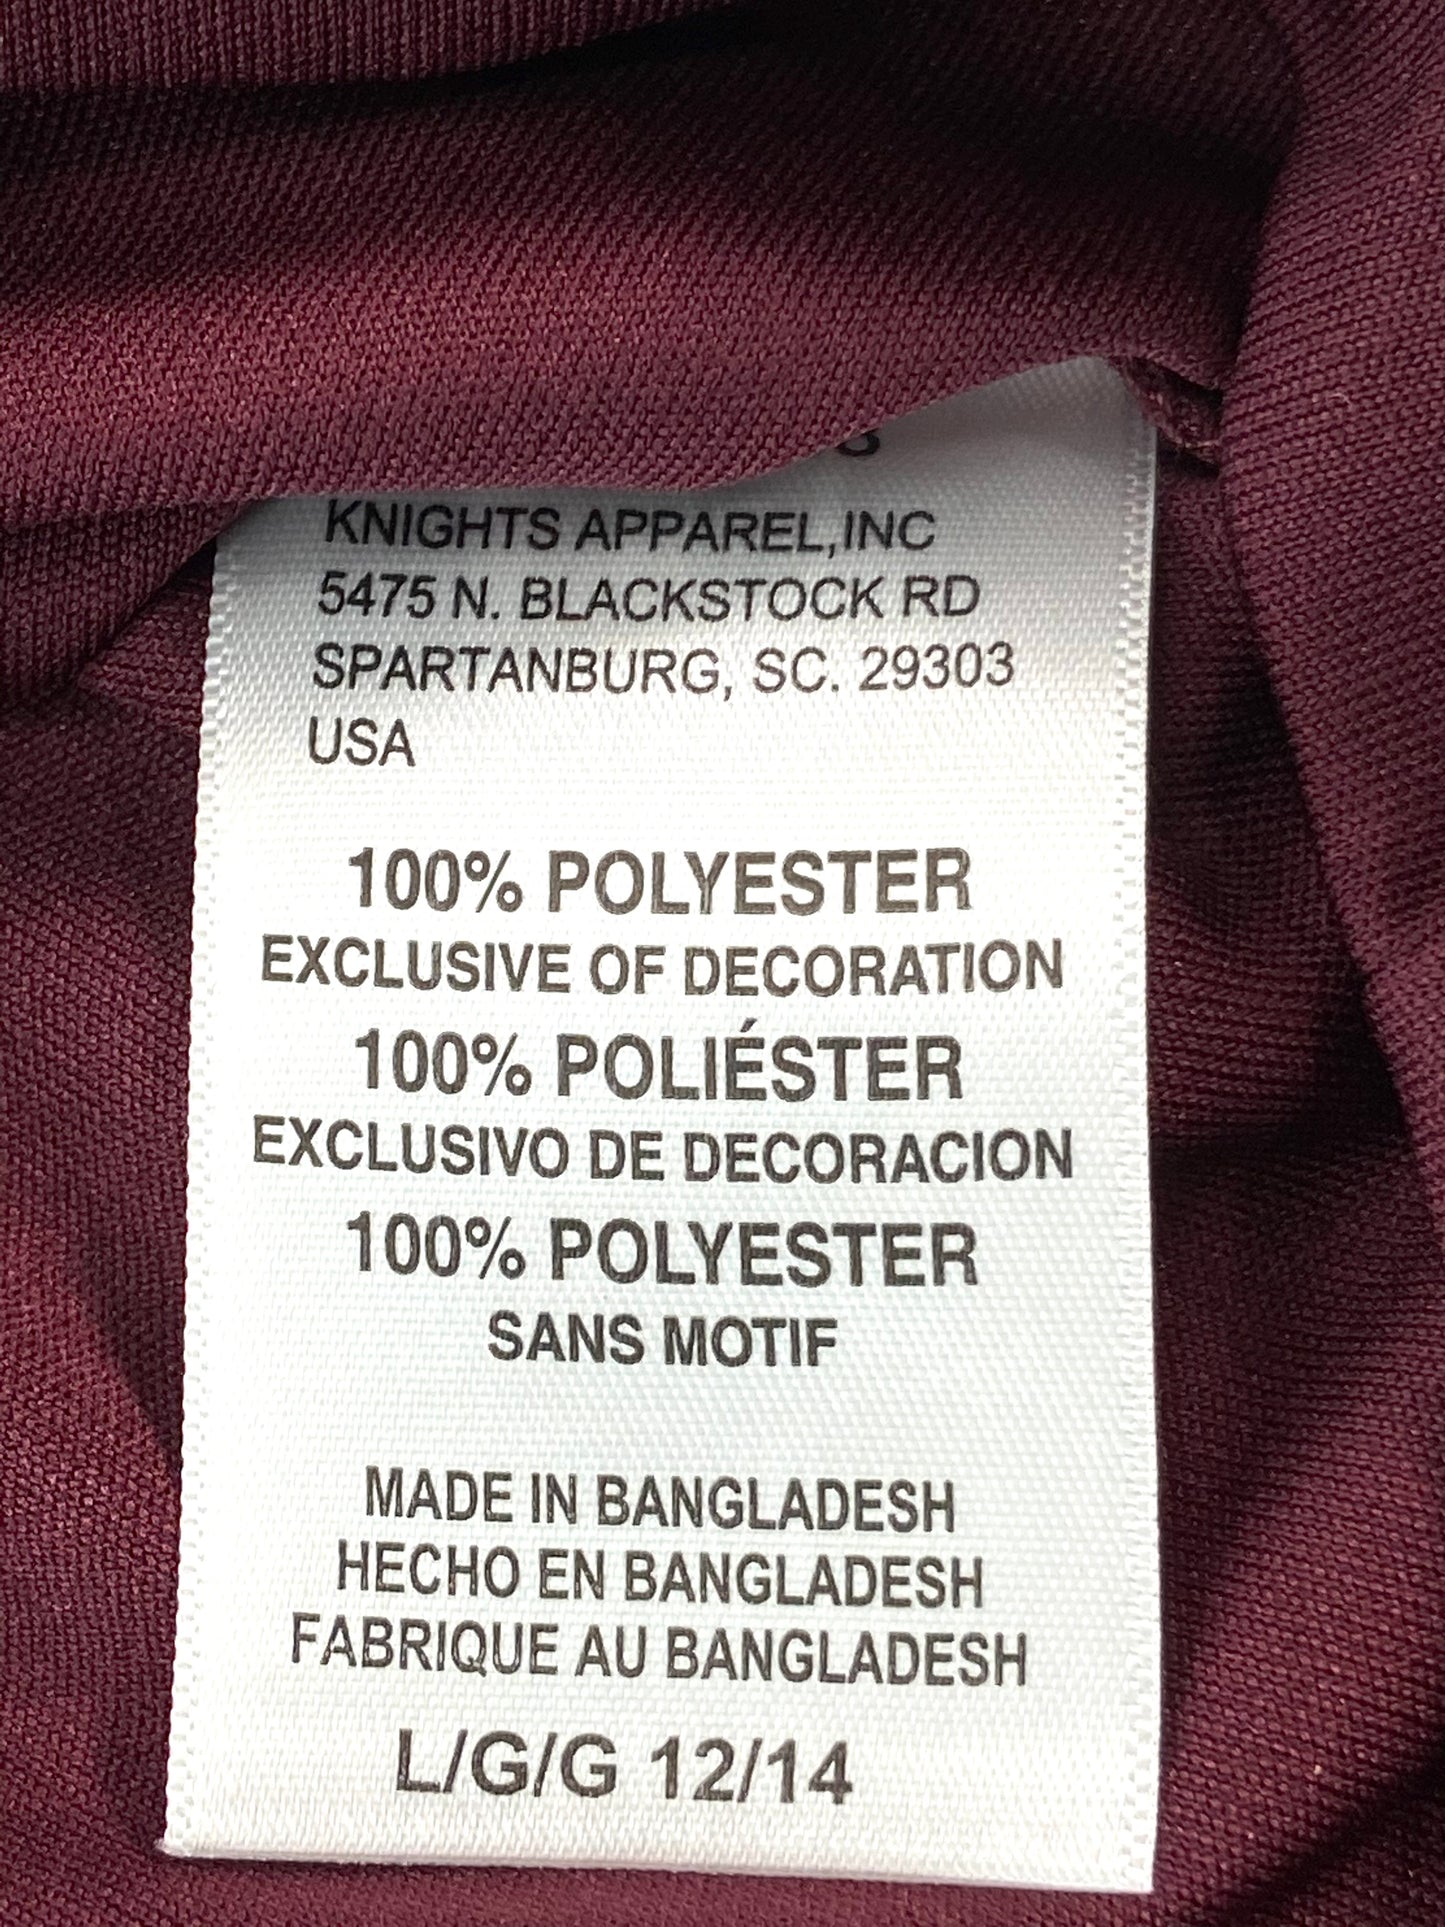 KNIGHTS APPAREL,INC
5475 N. BLACKSTOCK RD
SPARTANBURG, SC. 29303
USA
100% POLYESTER
EXCLUSIVE OF DECORATION
100% POLIÉSTER
EXCLUSIVO DE DECORACION
100% POLYESTER
SANS MOTIF
MADE IN BANGLADESH
HECHO EN BANGLADESH
FABRIQUE AU BANGLADESH
L/G/G 12/14